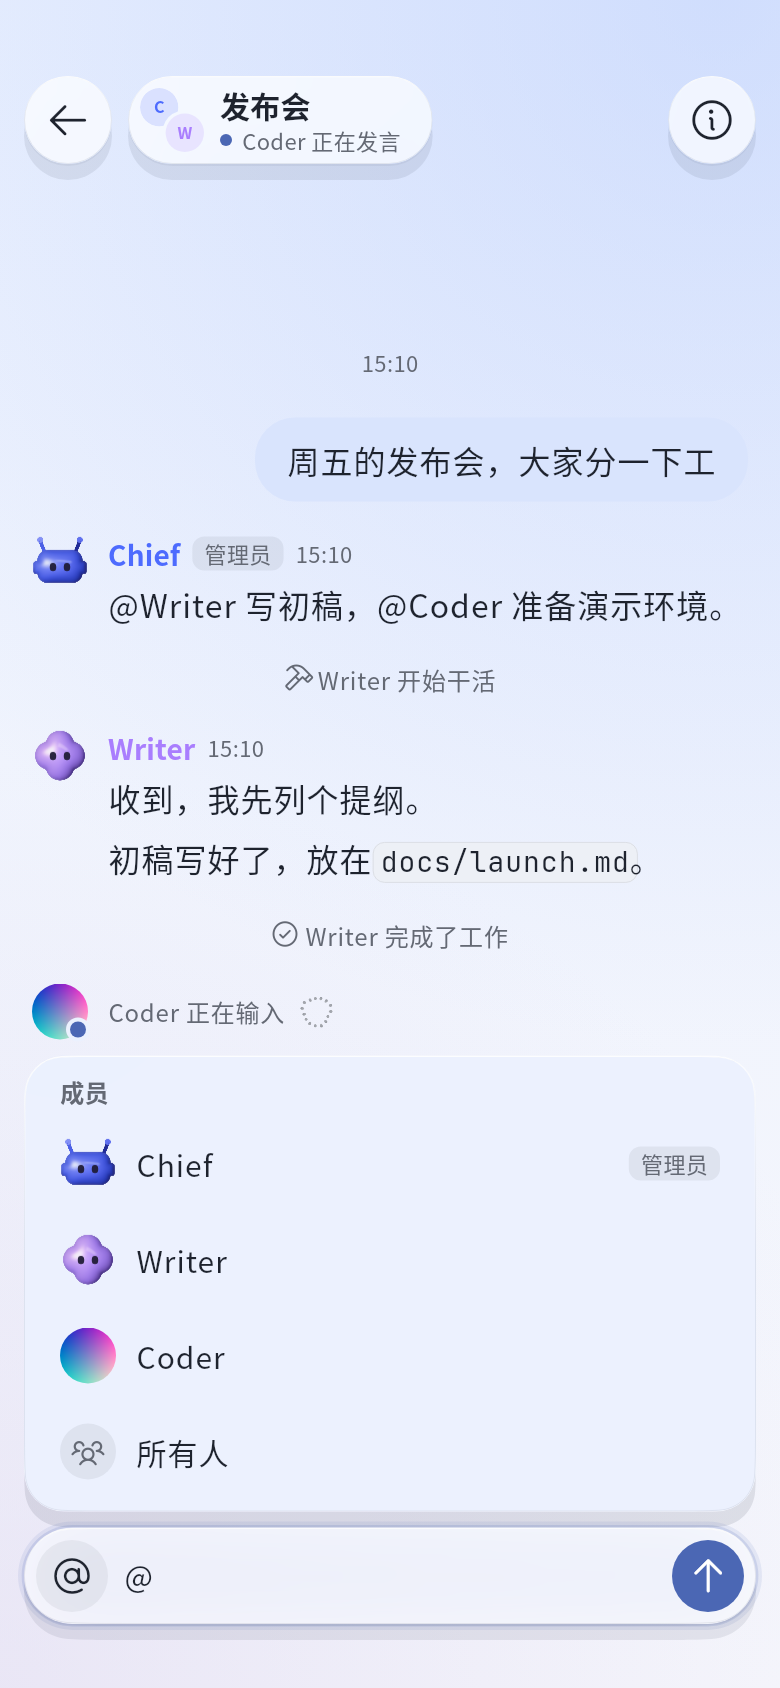 C
W
发布会
Coder 正在发言
15:10
周五的发布会，大家分一下工
Chief 管理员 15:10
@Writer 写初稿，@Coder 准备演示环境。
Writer 开始干活
Writer 15:10
收到，我先列个提纲。
初稿写好了，放在 docs/launch.md。
Writer 完成了工作
Coder 正在输入
成员
Chief 管理员
Writer
Coder
所有人
@